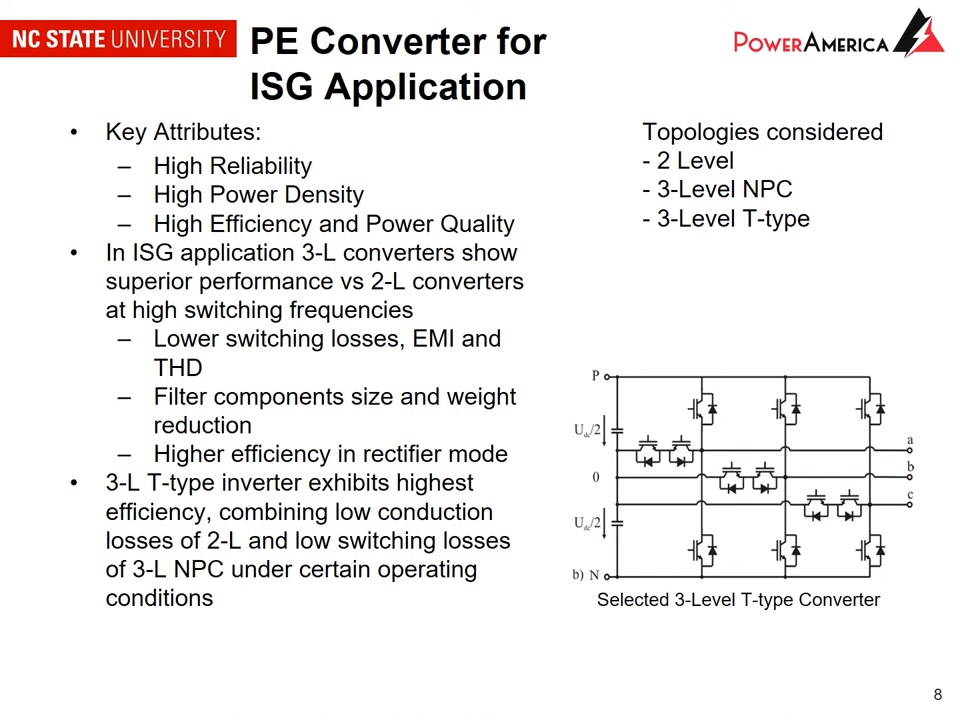 NC STATE UNIVERSITY
PE Converter for
ISG Application
POWERAMERICA
• Key Attributes:
– High Reliability
– High Power Density
– High Efficiency and Power Quality
• In ISG application 3-L converters show
superior performance vs 2-L converters
at high switching frequencies
– Lower switching losses, EMI and
THD
– Filter components size and weight
reduction
– Higher efficiency in rectifier mode
• 3-L T-type inverter exhibits highest
efficiency, combining low conduction
losses of 2-L and low switching losses
of 3-L NPC under certain operating
conditions
Topologies considered
- 2 Level
- 3-Level NPC
- 3-Level T-type
P
Udc/2
a
b
0
c
Udc/2
b) N
Selected 3-Level T-type Converter
8